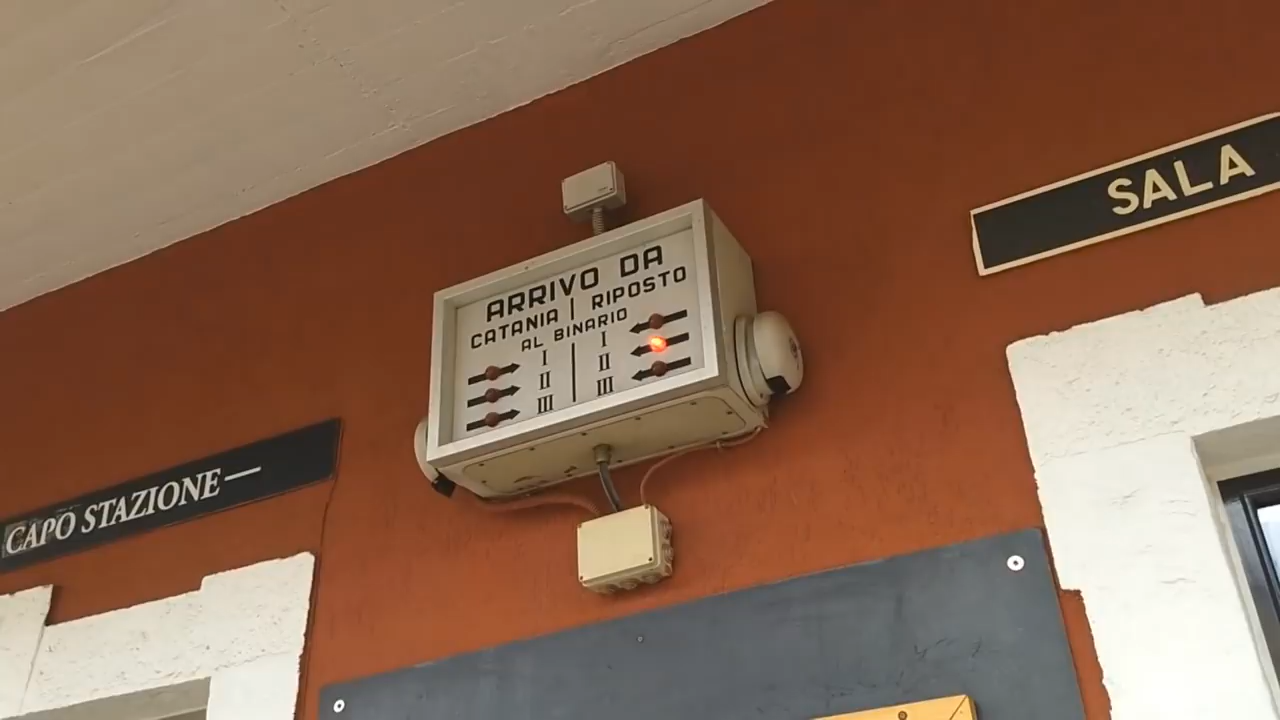 ARRIVO DA
CATANIA | RIPOSTO
AL BINARIO
I I
II II
III III
CAPO STAZIONE —
SALA